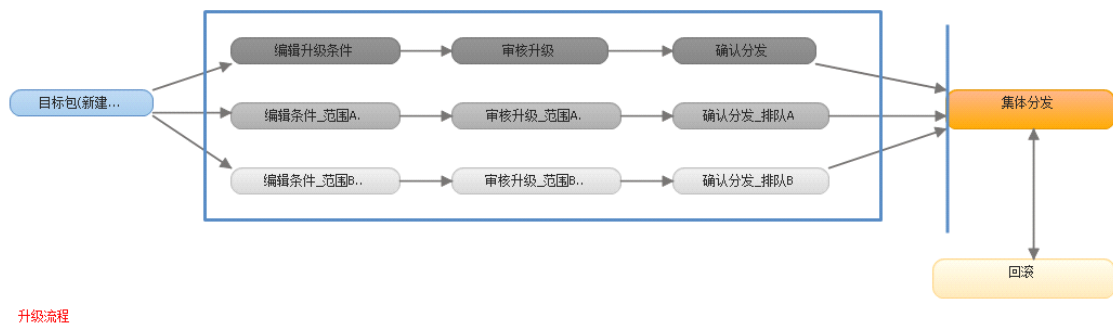 编辑升级条件
审核升级
确认分发
目标包(新建...
集体分发
编辑条件_范围A.
审核升级_范围A.
确认分发_排队A
编辑条件_范围B..
审核升级_范围B..
确认分发_排队B
回滚
升级流程